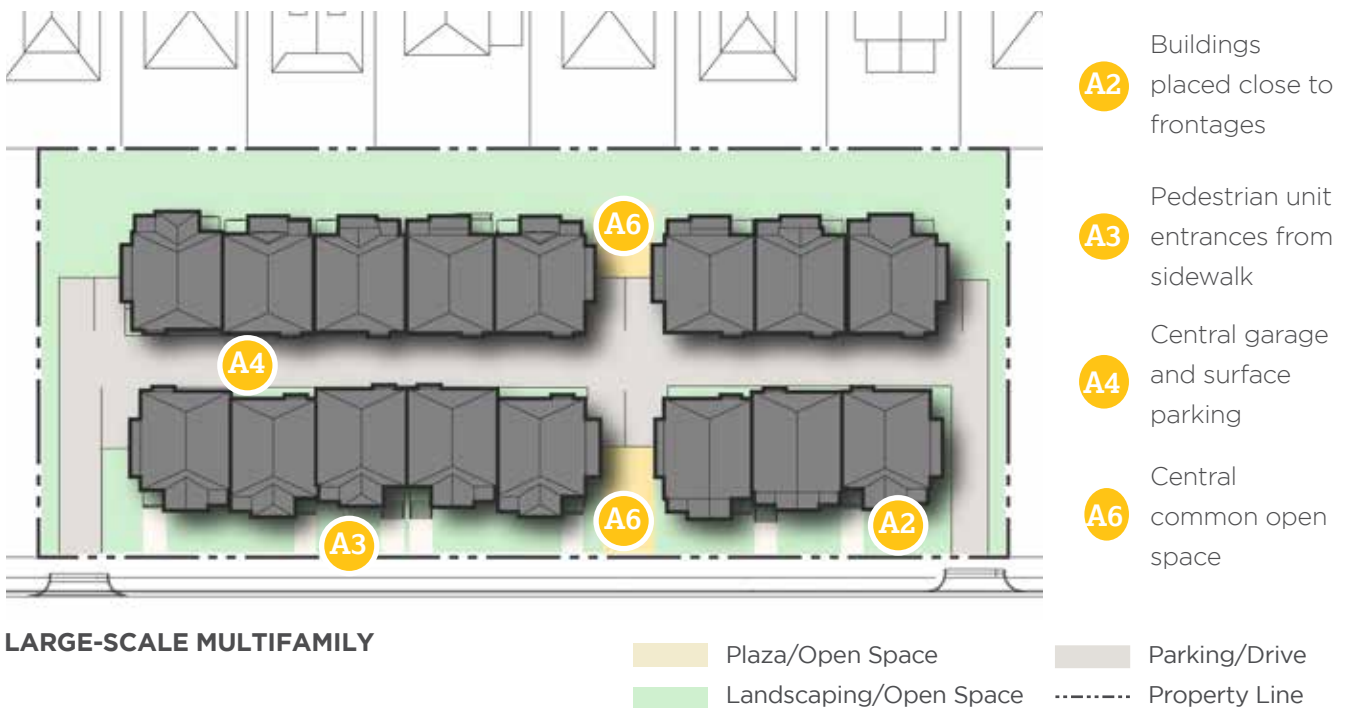 A6
A4
A6
A3
A2
A2
Buildings
placed close to
frontages
A3
Pedestrian unit
entrances from
sidewalk
A4
Central garage
and surface
parking
A6
Central
common open
space
LARGE-SCALE MULTIFAMILY
Plaza/Open Space
Parking/Drive
Landscaping/Open Space
Property Line